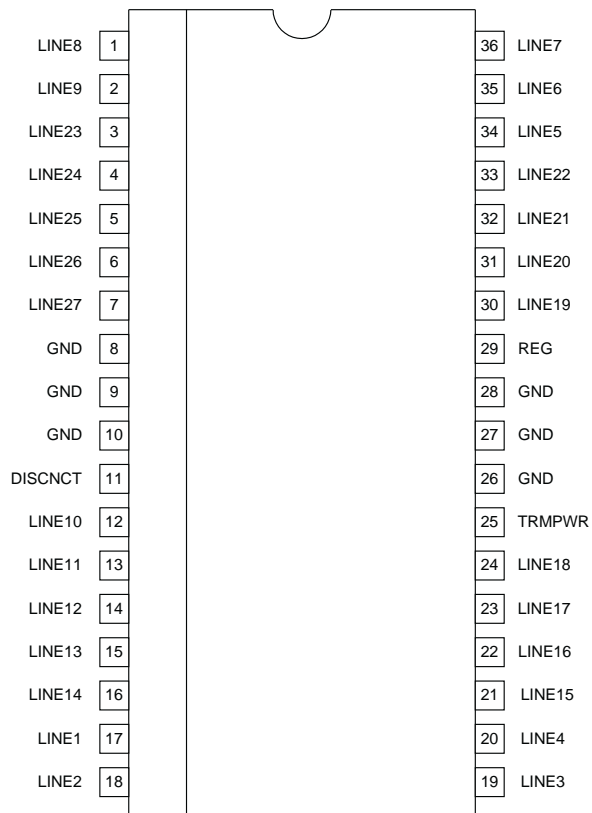 LINE8 1 36 LINE7
LINE9 2 35 LINE6
LINE23 3 34 LINE5
LINE24 4 33 LINE22
LINE25 5 32 LINE21
LINE26 6 31 LINE20
LINE27 7 30 LINE19
GND 8 29 REG
GND 9 28 GND
GND 10 27 GND
DISCNCT 11 26 GND
LINE10 12 25 TRMPWR
LINE11 13 24 LINE18
LINE12 14 23 LINE17
LINE13 15 22 LINE16
LINE14 16 21 LINE15
LINE1 17 20 LINE4
LINE2 18 19 LINE3